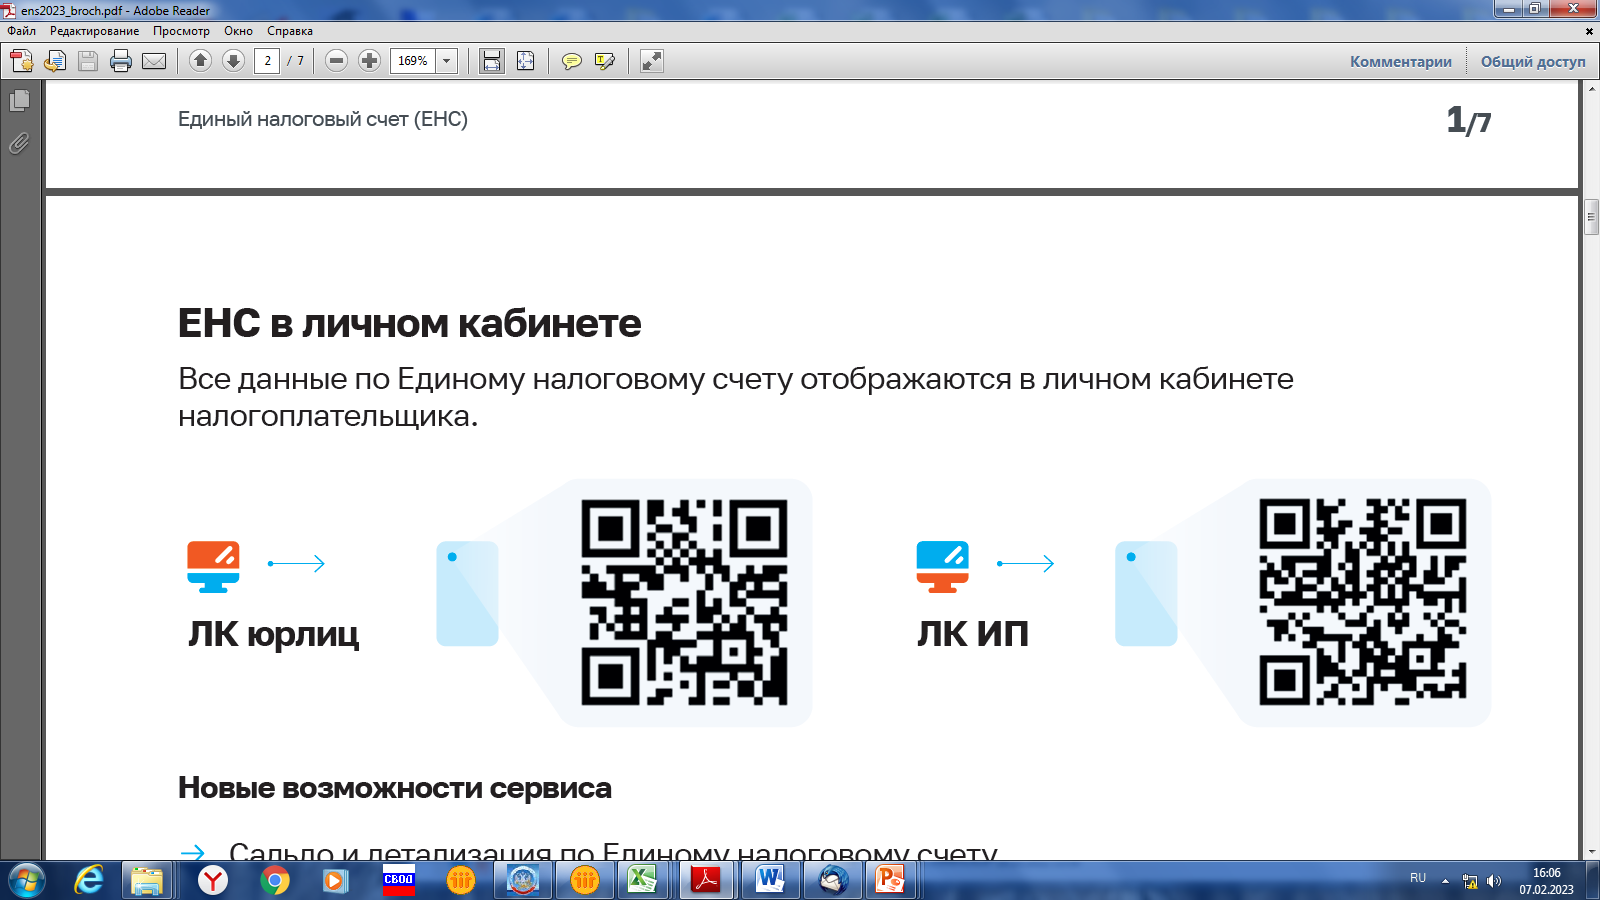 ens2023_broch.pdf - Adobe Reader
Файл Редактирование Просмотр Окно Справка
2 / 7 169% Комментарии Общий доступ
Единый налоговый счет (ЕНС) 1/7
ЕНС в личном кабинете
Все данные по Единому налоговому счету отображаются в личном кабинете
налогоплательщика.
ЛК юрлиц ЛК ИП
Новые возможности сервиса
Сальдо и детализация по Единому налоговому счету
СВОД RU 16:06
07.02.2023